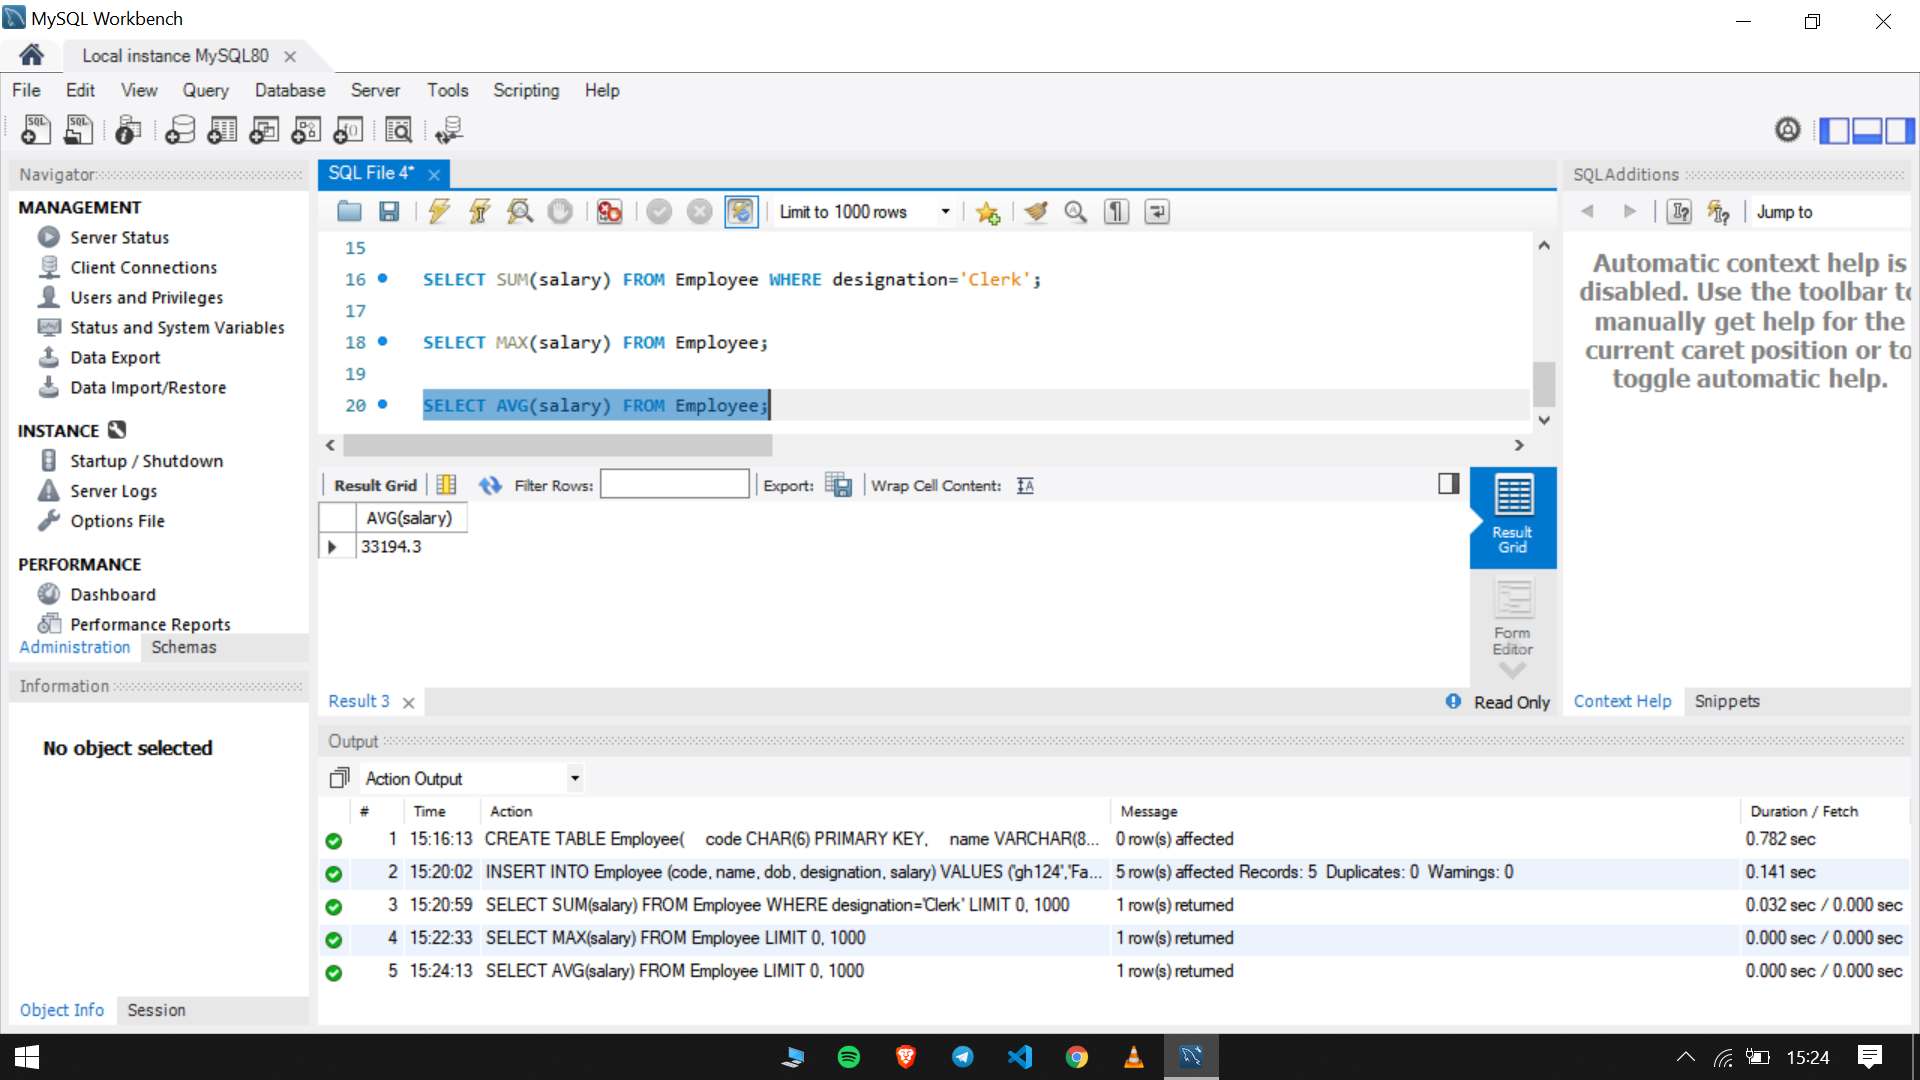 MySQL Workbench
Local instance MySQL80
File Edit View Query Database Server Tools Scripting Help
Navigator
MANAGEMENT
Server Status
Client Connections
Users and Privileges
Status and System Variables
Data Export
Data Import/Restore
INSTANCE
Startup / Shutdown
Server Logs
Options File
PERFORMANCE
Dashboard
Performance Reports
Administration Schemas
Information
No object selected
Object Info Session
SQL File 4*
Limit to 1000 rows
15
16 SELECT SUM(salary) FROM Employee WHERE designation='Clerk';
17
18 SELECT MAX(salary) FROM Employee;
19
20 SELECT AVG(salary) FROM Employee;
Result Grid Filter Rows: Export: Wrap Cell Content:
AVG(salary)
33194.3
Result
Grid
Form
Editor
Result 3 Read Only
SQLAdditions
Jump to
Automatic context help is
disabled. Use the toolbar to
manually get help for the
current caret position or to
toggle automatic help.
Context Help Snippets
Output
Action Output
# Time Action Message Duration / Fetch
1 15:16:13 CREATE TABLE Employee( code CHAR(6) PRIMARY KEY, name VARCHAR(8... 0 row(s) affected 0.782 sec
2 15:20:02 INSERT INTO Employee (code, name, dob, designation, salary) VALUES ('gh124','Fa... 5 row(s) affected Records: 5 Duplicates: 0 Warnings: 0 0.141 sec
3 15:20:59 SELECT SUM(salary) FROM Employee WHERE designation='Clerk' LIMIT 0, 1000 1 row(s) returned 0.032 sec / 0.000 sec
4 15:22:33 SELECT MAX(salary) FROM Employee LIMIT 0, 1000 1 row(s) returned 0.000 sec / 0.000 sec
5 15:24:13 SELECT AVG(salary) FROM Employee LIMIT 0, 1000 1 row(s) returned 0.000 sec / 0.000 sec
15:24